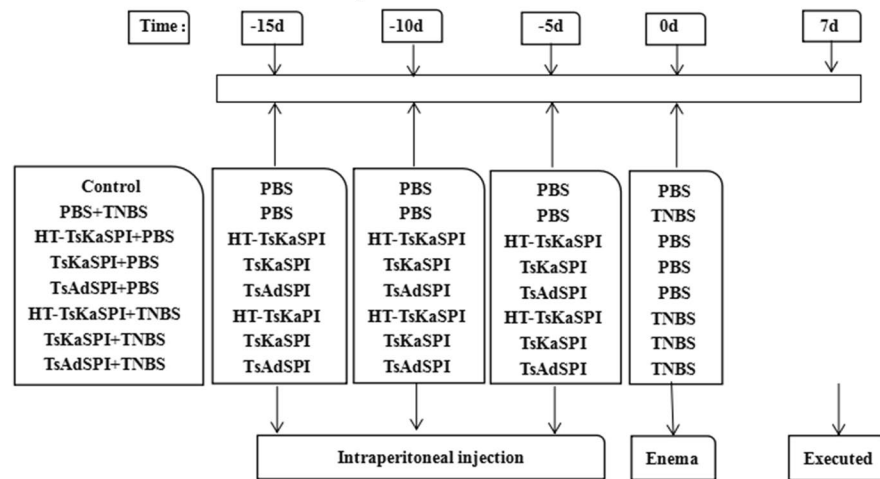 Time : -15d -10d -5d 0d 7d
Control PBS PBS PBS PBS
PBS+TNBS PBS PBS PBS TNBS
HT-TsKaSPI+PBS HT-TsKaSPI HT-TsKaSPI HT-TsKaSPI PBS
TsKaSPI+PBS TsKaSPI TsKaSPI TsKaSPI PBS
TsAdSPI+PBS TsAdSPI TsAdSPI TsAdSPI PBS
HT-TsKaSPI+TNBS HT-TsKaPI HT-TsKaSPI HT-TsKaSPI TNBS
TsKaSPI+TNBS TsKaSPI TsKaSPI TsKaSPI TNBS
TsAdSPI+TNBS TsAdSPI TsAdSPI TsAdSPI TNBS
Intraperitoneal injection Enema Executed